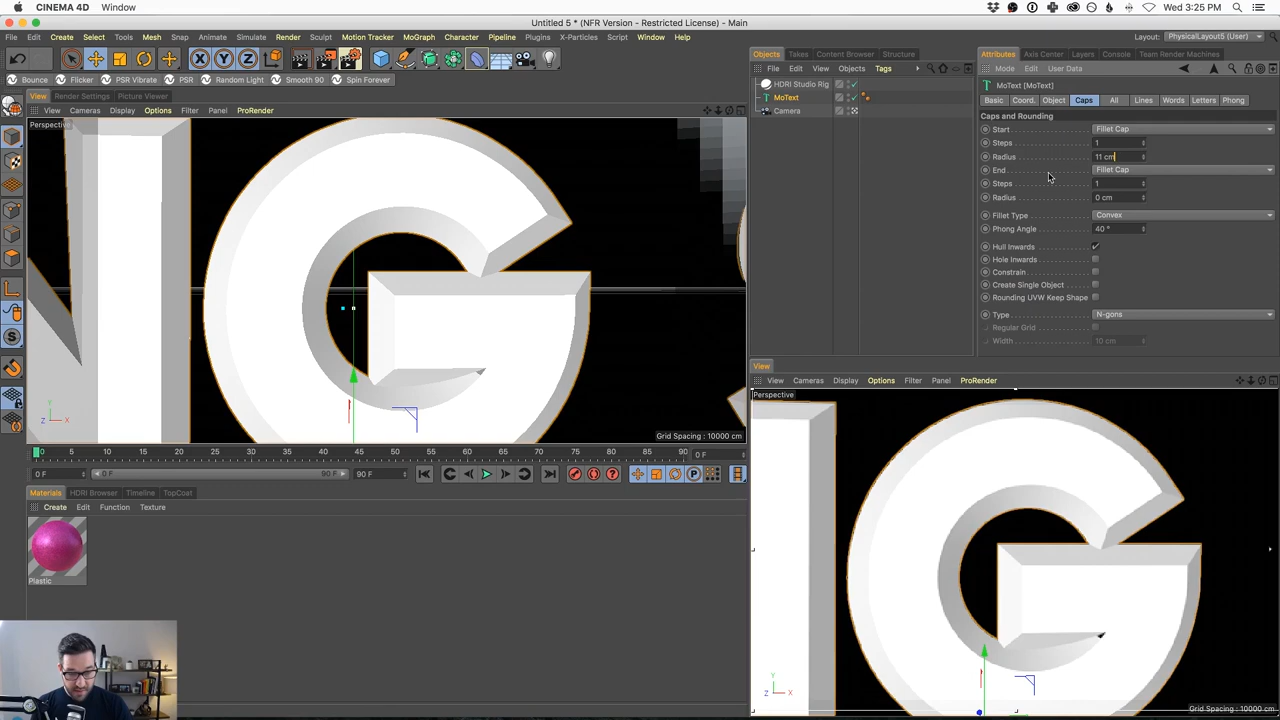 CINEMA 4D Window
Wed 3:25 PM
Untitled 5 * (NFR Version - Restricted License) - Main
File Edit Create Select Tools Mesh Snap Animate Simulate Render Sculpt Motion Tracker MoGraph Character Pipeline Plugins X-Particles Script Window Help
Layout: PhysicalLayout5 (User)
Bounce Flicker PSR Vibrate PSR Random Light Smooth 90 Spin Forever
View Render Settings Picture Viewer
View Cameras Display Options Filter Panel ProRender
Perspective
Grid Spacing : 10000 cm
0 5 10 15 20 25 30 35 40 45 50 55 60 65 70 75 80 85 90 0 F
0 F 0 F 90 F 90 F
Materials HDRI Browser Timeline TopCoat
Create Edit Function Texture
Plastic
Objects Takes Content Browser Structure
File Edit View Objects Tags
HDRI Studio Rig
MoText
Camera
Attributes Axis Center Layers Console Team Render Machines
Mode Edit User Data
MoText [MoText]
Basic Coord. Object Caps All Lines Words Letters Phong
Caps and Rounding
Start Fillet Cap
Steps 1
Radius 11 cm
End Fillet Cap
Steps 1
Radius 0 cm
Fillet Type Convex
Phong Angle 40 °
Hull Inwards
Hole Inwards
Constrain
Create Single Object
Rounding UVW Keep Shape
Type N-gons
Regular Grid
Width 10 cm
View
View Cameras Display Options Filter Panel ProRender
Perspective
Grid Spacing : 10000 cm
X Y Z
S
P
Y
Z X
Y
Z X
G
G